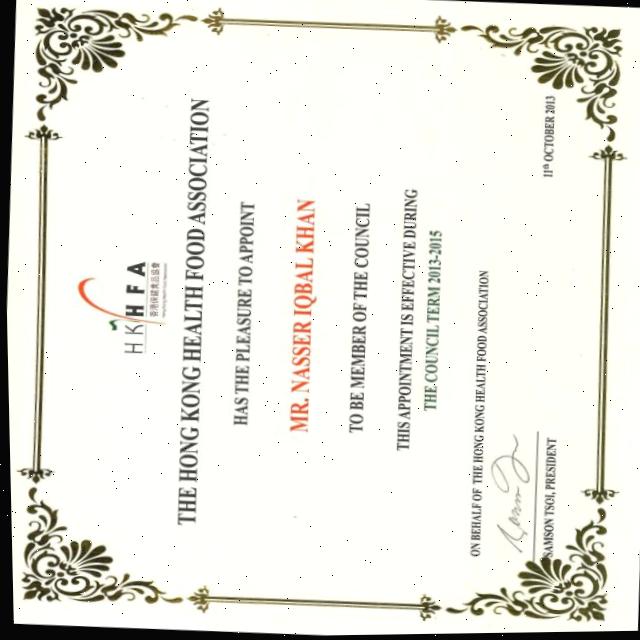 HKHFA
香港保健食品協會
THE HONG KONG HEALTH FOOD ASSOCIATION
HAS THE PLEASURE TO APPOINT
MR. NASSER IQBAL KHAN
TO BE MEMBER OF THE COUNCIL
THIS APPOINTMENT IS EFFECTIVE DURING
THE COUNCIL TERM 2013-2015
ON BEHALF OF THE HONG KONG HEALTH FOOD ASSOCIATION
SAMSON TSOI, PRESIDENT
11th OCTOBER 2013